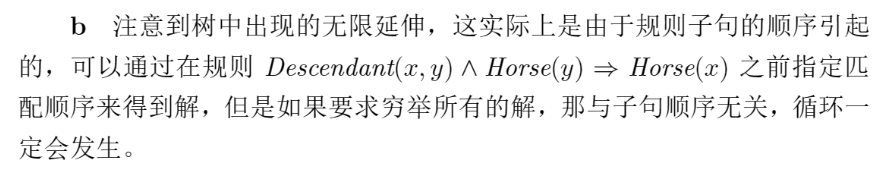 b 注意到树中出现的无限延伸，这实际上是由于规则子句的顺序引起
的，可以通过在规则 Descendant(x, y) ∧ Horse(y) ⇒ Horse(x) 之前指定匹
配顺序来得到解，但是如果要求穷举所有的解，那与子句顺序无关，循环一
定会发生。